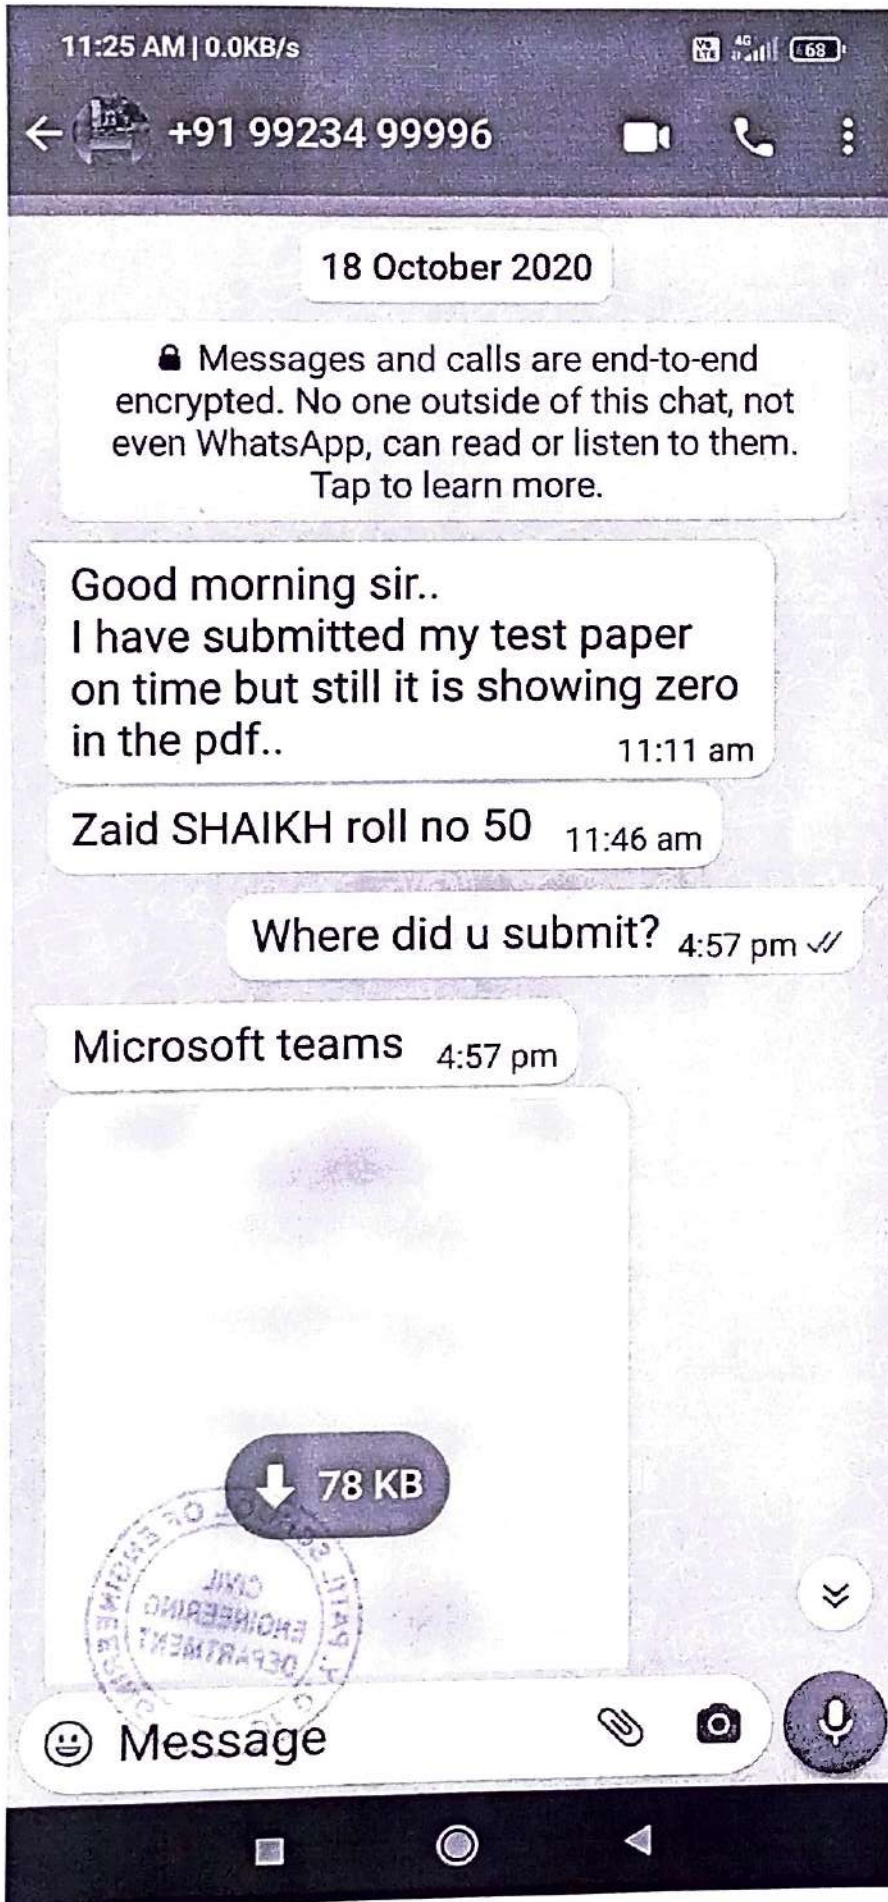 11:25 AM | 0.0KB/s
Vo LTE 4G 68
+91 99234 99996
18 October 2020
Messages and calls are end-to-end
encrypted. No one outside of this chat, not
even WhatsApp, can read or listen to them.
Tap to learn more.
Good morning sir..
I have submitted my test paper
on time but still it is showing zero
in the pdf.. 11:11 am
Zaid SHAIKH roll no 50 11:46 am
Where did u submit? 4:57 pm
Microsoft teams 4:57 pm
78 KB
CIVIL
ENGINEERING
DEPARTMENT
Message